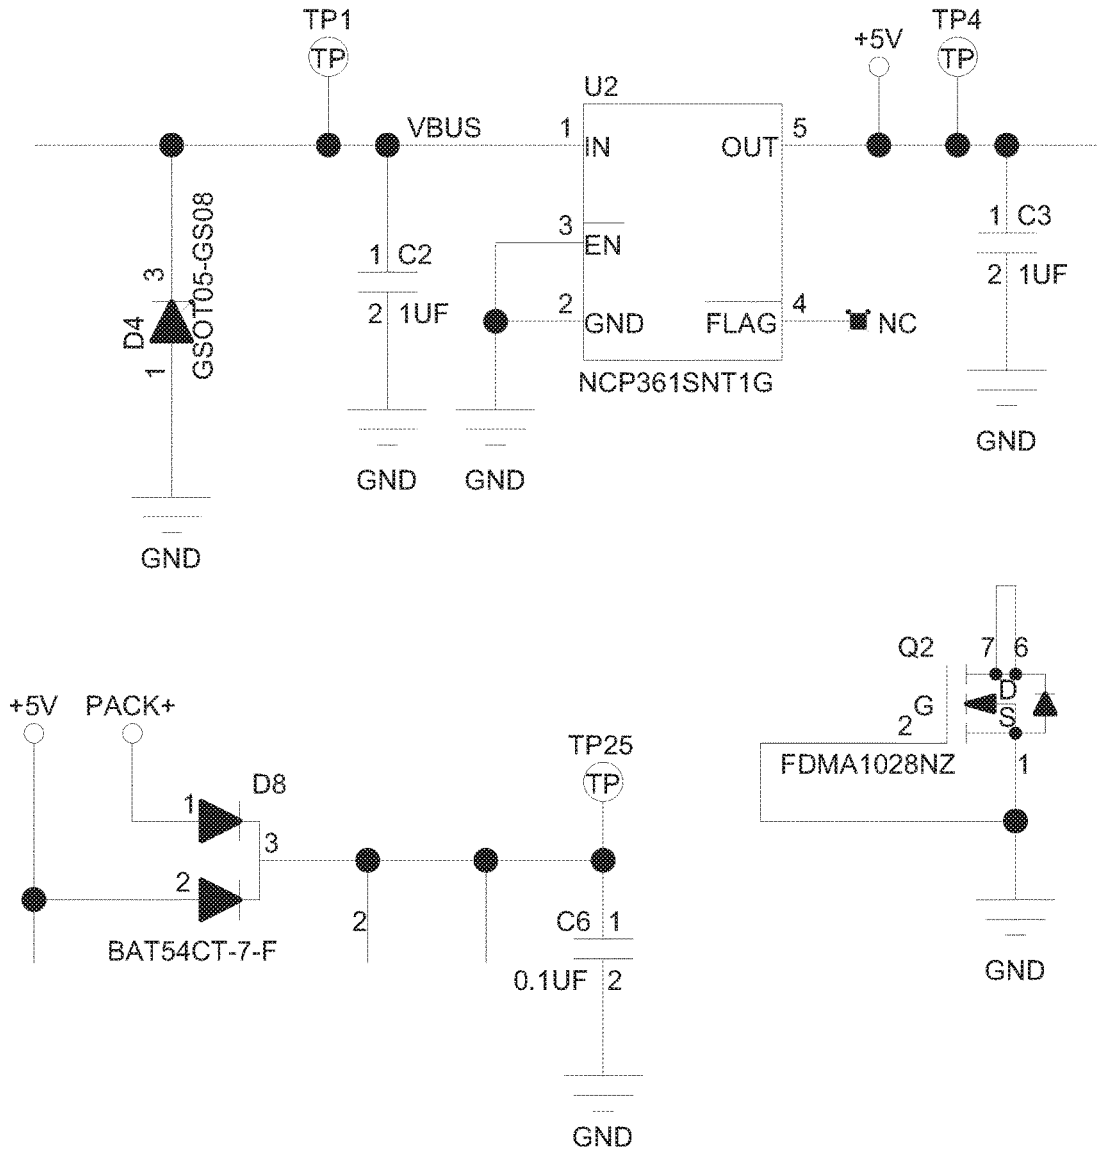 TP1
TP
TP4
TP
+5V
U2
VBUS
1
IN
OUT
5
3
EN
2
GND
FLAG
4
NC
NCP361SNT1G
GND
3
D4
1
GSOT05-GS08
GND
1
C2
2
1UF
GND
1
C3
2
1UF
GND
+5V
PACK+
D8
1
3
2
BAT54CT-7-F
2
TP25
TP
C6
1
0.1UF
2
GND
Q2
7
6
D
G
S
2
FDMA1028NZ
1
GND